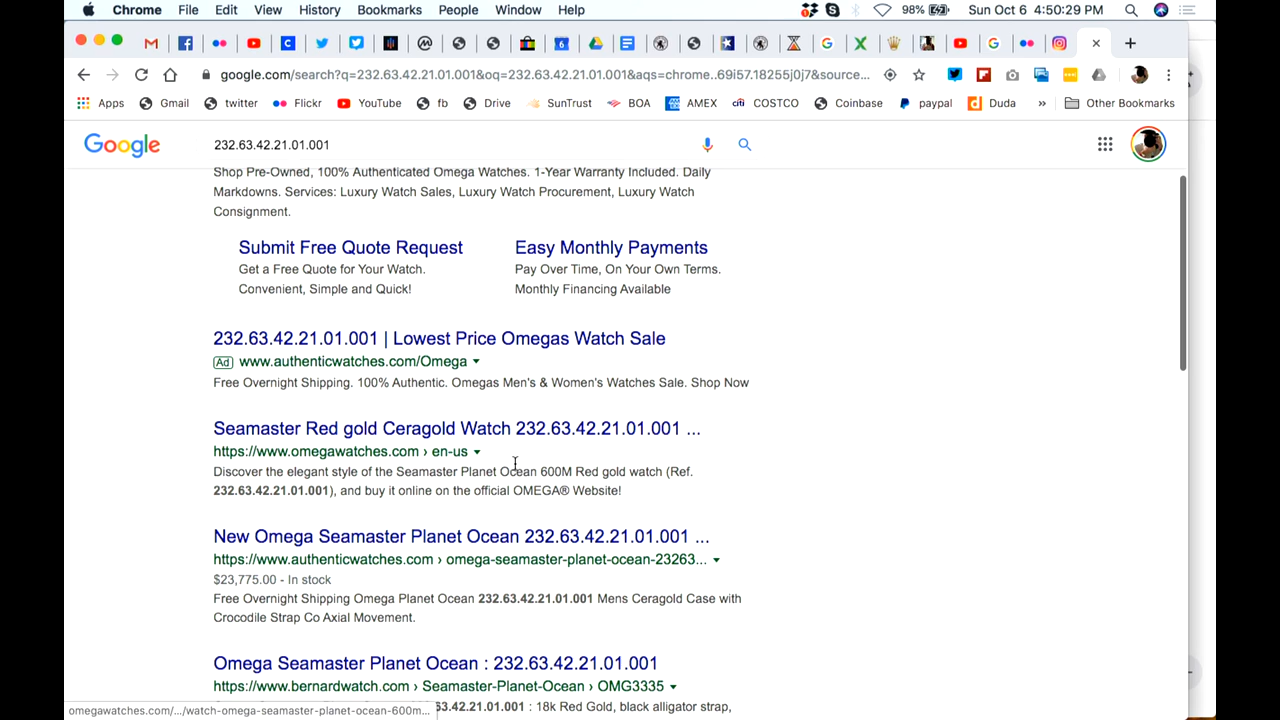 Chrome File Edit View History Bookmarks People Window Help 98% Sun Oct 6 4:50:29 PM
google.com/search?q=232.63.42.21.01.001&oq=232.63.42.21.01.001&aqs=chrome..69i57.18255j0j7&source...
Apps Gmail twitter Flickr YouTube fb Drive SunTrust BOA AMEX citi COSTCO Coinbase paypal Duda » Other Bookmarks
Google 232.63.42.21.01.001
Shop Pre-Owned, 100% Authenticated Omega Watches. 1-Year Warranty Included. Daily
Markdowns. Services: Luxury Watch Sales, Luxury Watch Procurement, Luxury Watch
Consignment.
Submit Free Quote Request Easy Monthly Payments
Get a Free Quote for Your Watch. Pay Over Time, On Your Own Terms.
Convenient, Simple and Quick! Monthly Financing Available
232.63.42.21.01.001 | Lowest Price Omegas Watch Sale
Ad www.authenticwatches.com/Omega
Free Overnight Shipping. 100% Authentic. Omegas Men's & Women's Watches Sale. Shop Now
Seamaster Red gold Ceragold Watch 232.63.42.21.01.001 ...
https://www.omegawatches.com › en-us
Discover the elegant style of the Seamaster Planet Ocean 600M Red gold watch (Ref.
232.63.42.21.01.001), and buy it online on the official OMEGA® Website!
New Omega Seamaster Planet Ocean 232.63.42.21.01.001 ...
https://www.authenticwatches.com › omega-seamaster-planet-ocean-23263...
$23,775.00 - In stock
Free Overnight Shipping Omega Planet Ocean 232.63.42.21.01.001 Mens Ceragold Case with
Crocodile Strap Co Axial Movement.
Omega Seamaster Planet Ocean : 232.63.42.21.01.001
https://www.bernardwatch.com › Seamaster-Planet-Ocean › OMG3335
.63.42.21.01.001 : 18k Red Gold, black alligator strap,
omegawatches.com/.../watch-omega-seamaster-planet-ocean-600m...